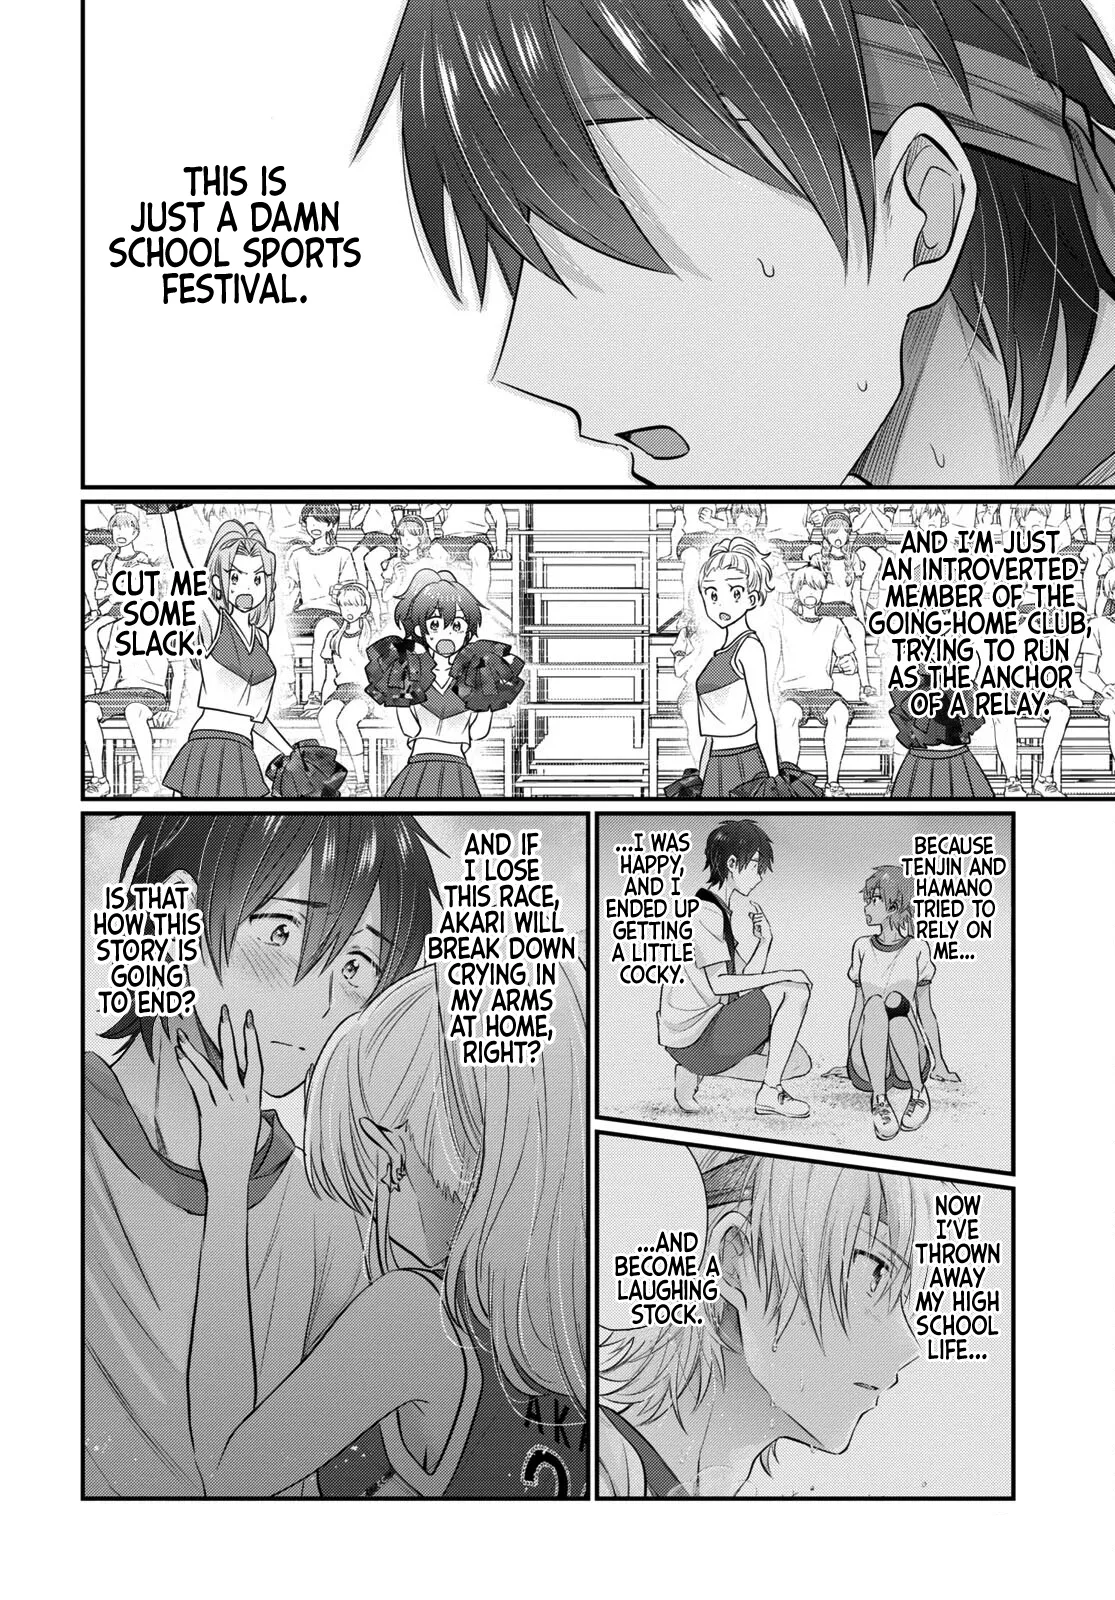 THIS IS
JUST A DAMN
SCHOOL SPORTS
FESTIVAL.
AND I'M JUST
AN INTROVERTED
MEMBER OF THE
GOING-HOME CLUB,
TRYING TO RUN
AS THE ANCHOR
OF A RELAY.
CUT ME
SOME
SLACK.
BECAUSE
TENJIN AND
HAMANO
TRIED TO
RELY ON
ME...
...I WAS
HAPPY,
AND I
ENDED UP
GETTING
A LITTLE
COCKY.
NOW
I'VE
THROWN
AWAY
MY HIGH
SCHOOL
LIFE...
...AND
BECOME A
LAUGHING
STOCK.
AND IF
I LOSE
THIS RACE,
AKARI WILL
BREAK DOWN
CRYING IN
MY ARMS
AT HOME,
RIGHT?
IS THAT
HOW THIS
STORY IS
GOING
TO END?
AKA
2